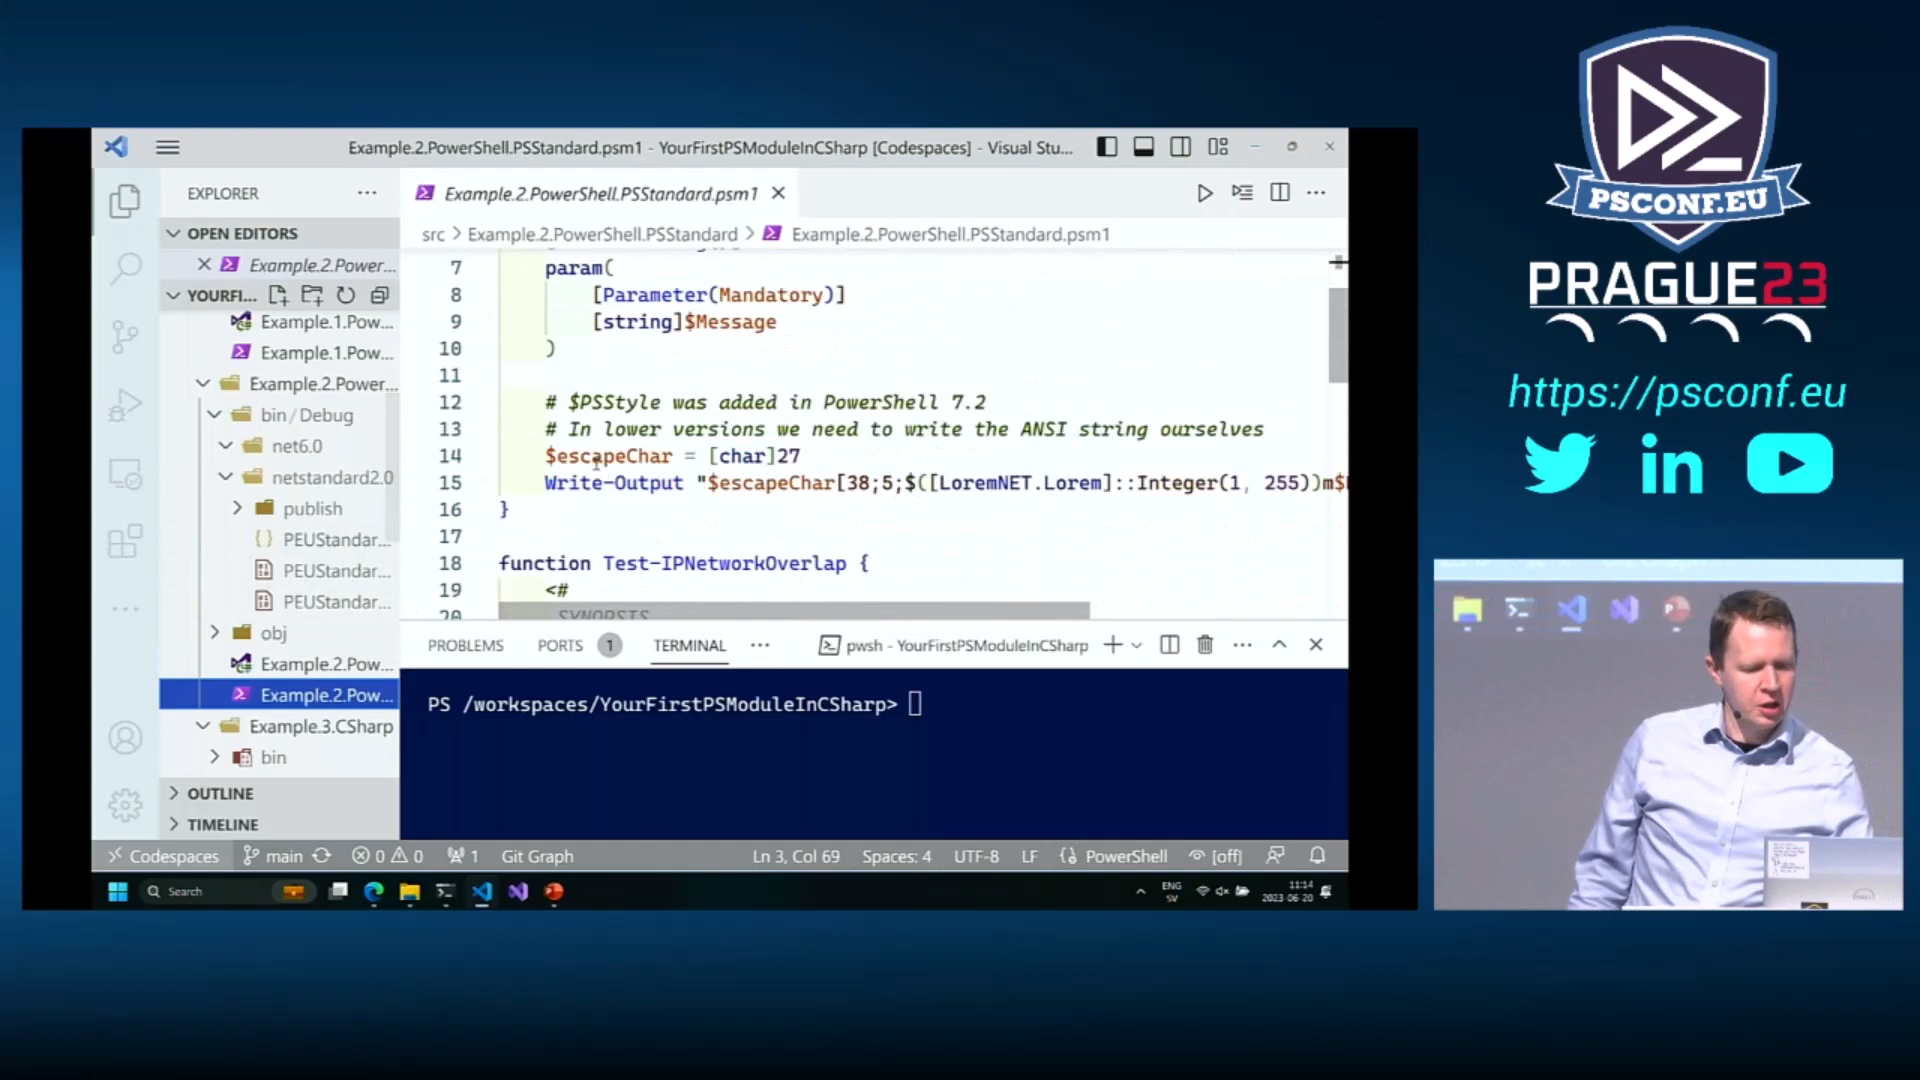 Example.2.PowerShell.PSStandard.psm1 - YourFirstPSModuleInCSharp [Codespaces] - Visual Stu...
EXPLORER
OPEN EDITORS
Example.2.Power...
YOURFI...
Example.1.Pow...
Example.1.Pow...
Example.2.Power...
bin/Debug
net6.0
netstandard2.0
publish
PEUStandar...
PEUStandar...
PEUStandar...
obj
Example.2.Pow...
Example.2.Pow...
Example.3.CSharp
bin
OUTLINE
TIMELINE
Example.2.PowerShell.PSStandard.psm1
src > Example.2.PowerShell.PSStandard > Example.2.PowerShell.PSStandard.psm1
7 param(
8 [Parameter(Mandatory)]
9 [string]$Message
10 )
11
12 # $PSStyle was added in PowerShell 7.2
13 # In lower versions we need to write the ANSI string ourselves
14 $escapeChar = [char]27
15 Write-Output "$escapeChar[38;5;$([LoremNET.Lorem]::Integer(1, 255))m$
16 }
17
18 function Test-IPNetworkOverlap {
19 <#
20 .SYNOPSIS
PROBLEMS PORTS 1 TERMINAL pwsh - YourFirstPSModuleInCSharp
PS /workspaces/YourFirstPSModuleInCSharp>
Codespaces main 0 0 1 Git Graph Ln 3, Col 69 Spaces: 4 UTF-8 LF PowerShell [off]
Search ENG SV 11:14 2023-06-20
PSCONF.EU
PRAGUE23
https://psconf.eu
in